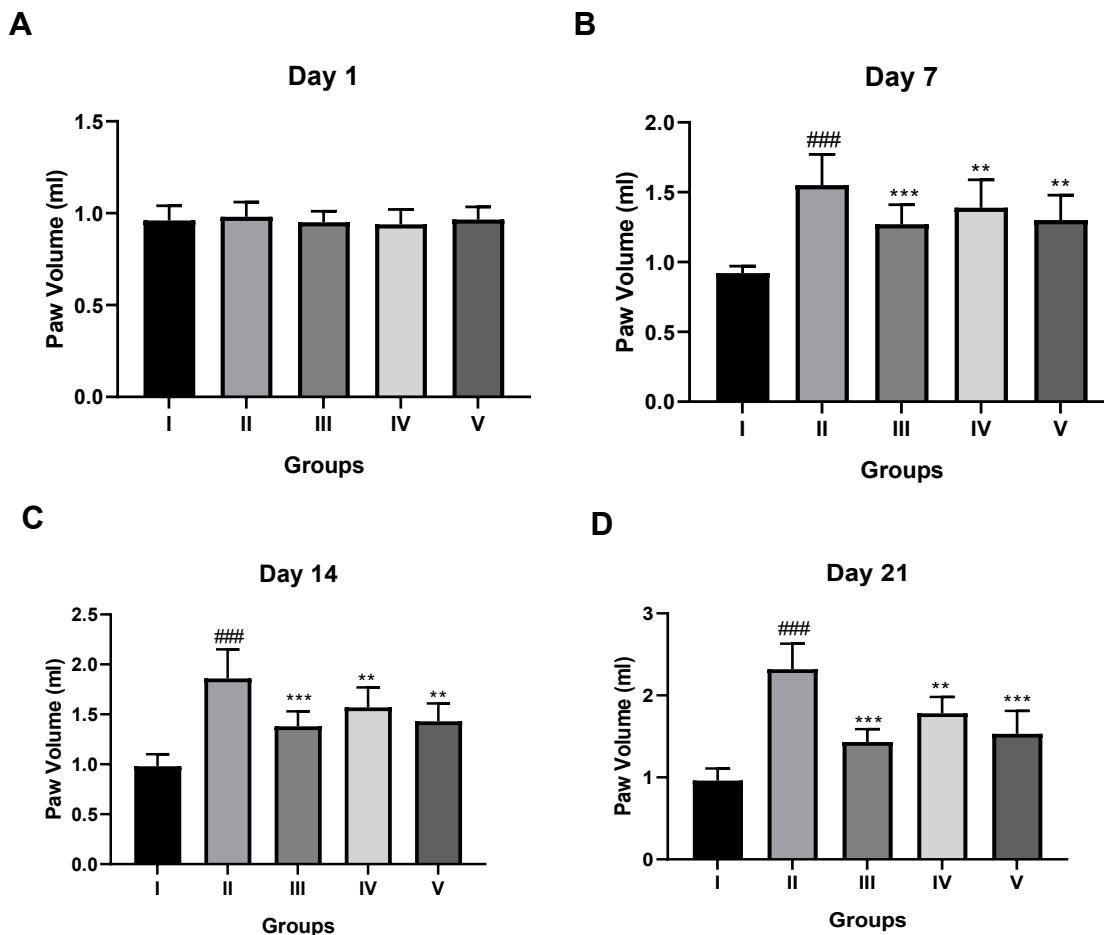 A
Day 1
Paw Volume (ml)
1.5
1.0
0.5
0.0
I II III IV V
Groups
B
Day 7
Paw Volume (ml)
2.0
1.5
1.0
0.5
0.0
###
***
**
**
I II III IV V
Groups
C
Day 14
Paw Volume (ml)
2.5
2.0
1.5
1.0
0.5
0.0
###
***
**
**
I II III IV V
Groups
D
Day 21
Paw Volume (ml)
3
2
1
0
###
***
**
***
I II III IV V
Groups